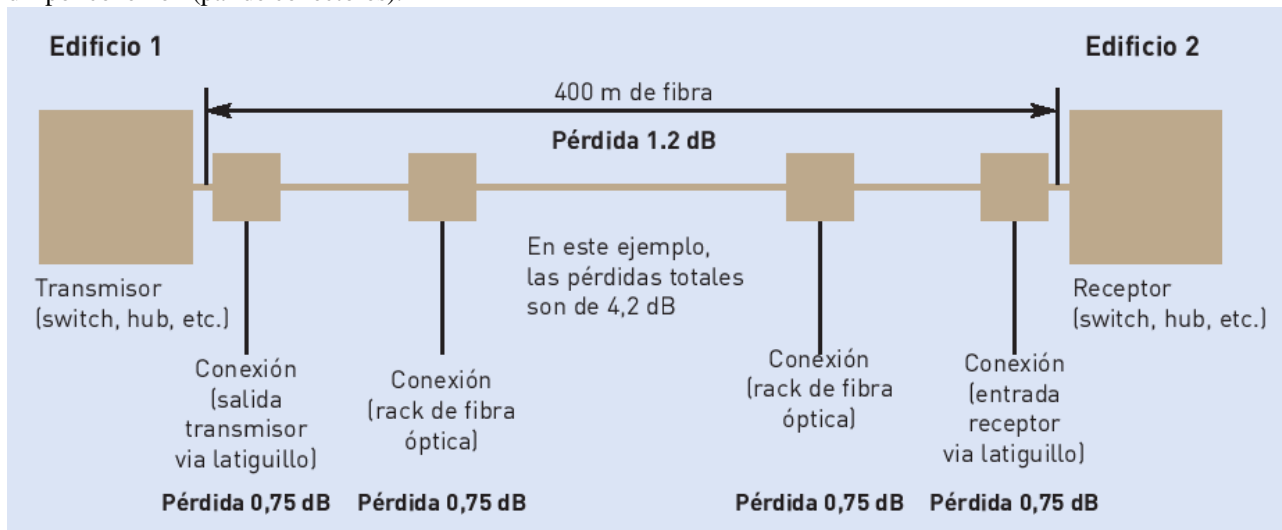 Edificio 1
Edificio 2
400 m de fibra
Pérdida 1.2 dB
En este ejemplo,
las pérdidas totales
son de 4,2 dB
Transmisor
(switch, hub, etc.)
Receptor
(switch, hub, etc.)
Conexión
(salida
transmisor
via latiguillo)
Conexión
(rack de fibra
óptica)
Conexión
(rack de fibra
óptica)
Conexión
(entrada
receptor
via latiguillo)
Pérdida 0,75 dB
Pérdida 0,75 dB
Pérdida 0,75 dB
Pérdida 0,75 dB